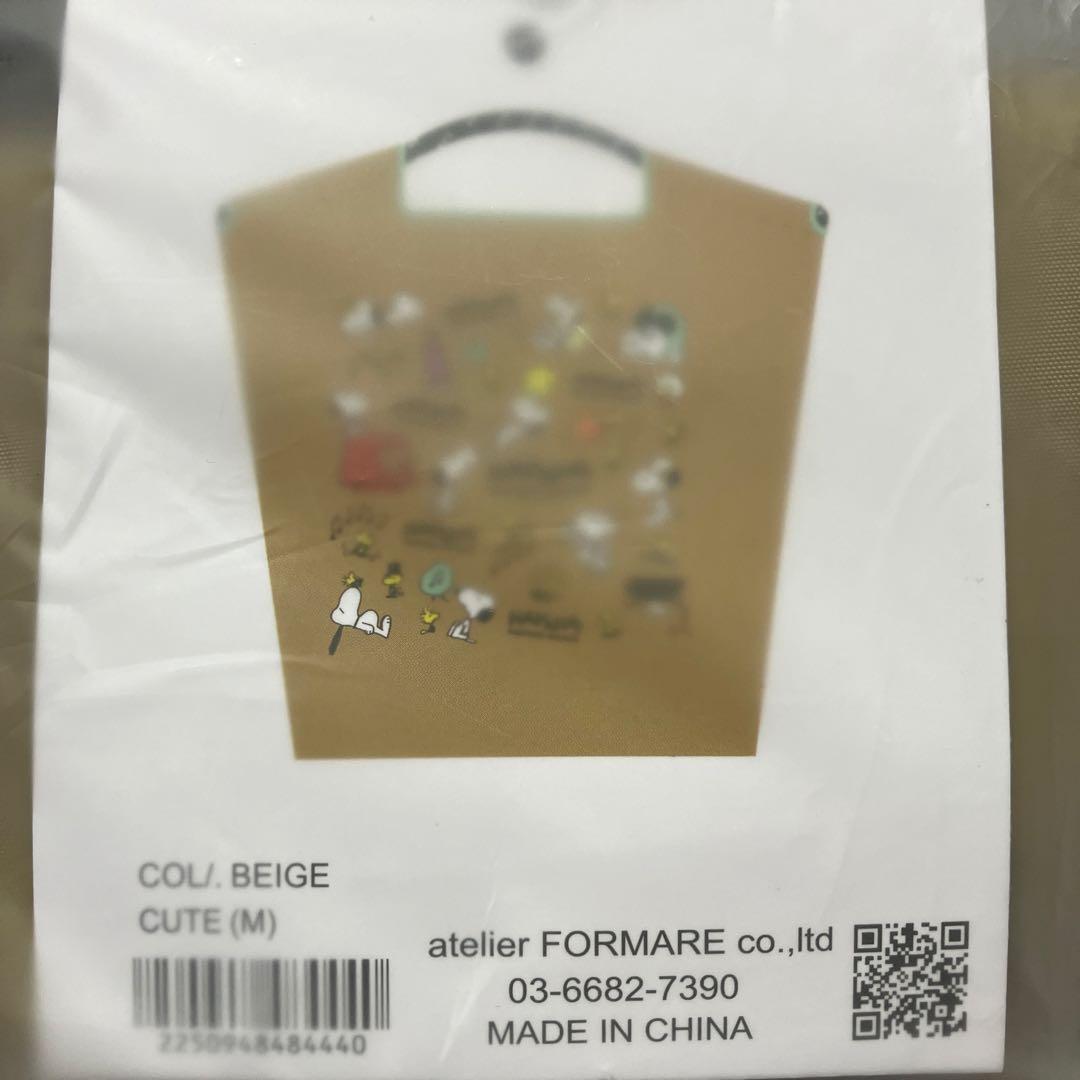 COL/. BEIGE
CUTE (M)
2250948484440
atelier FORMARE co.,ltd
03-6682-7390
MADE IN CHINA